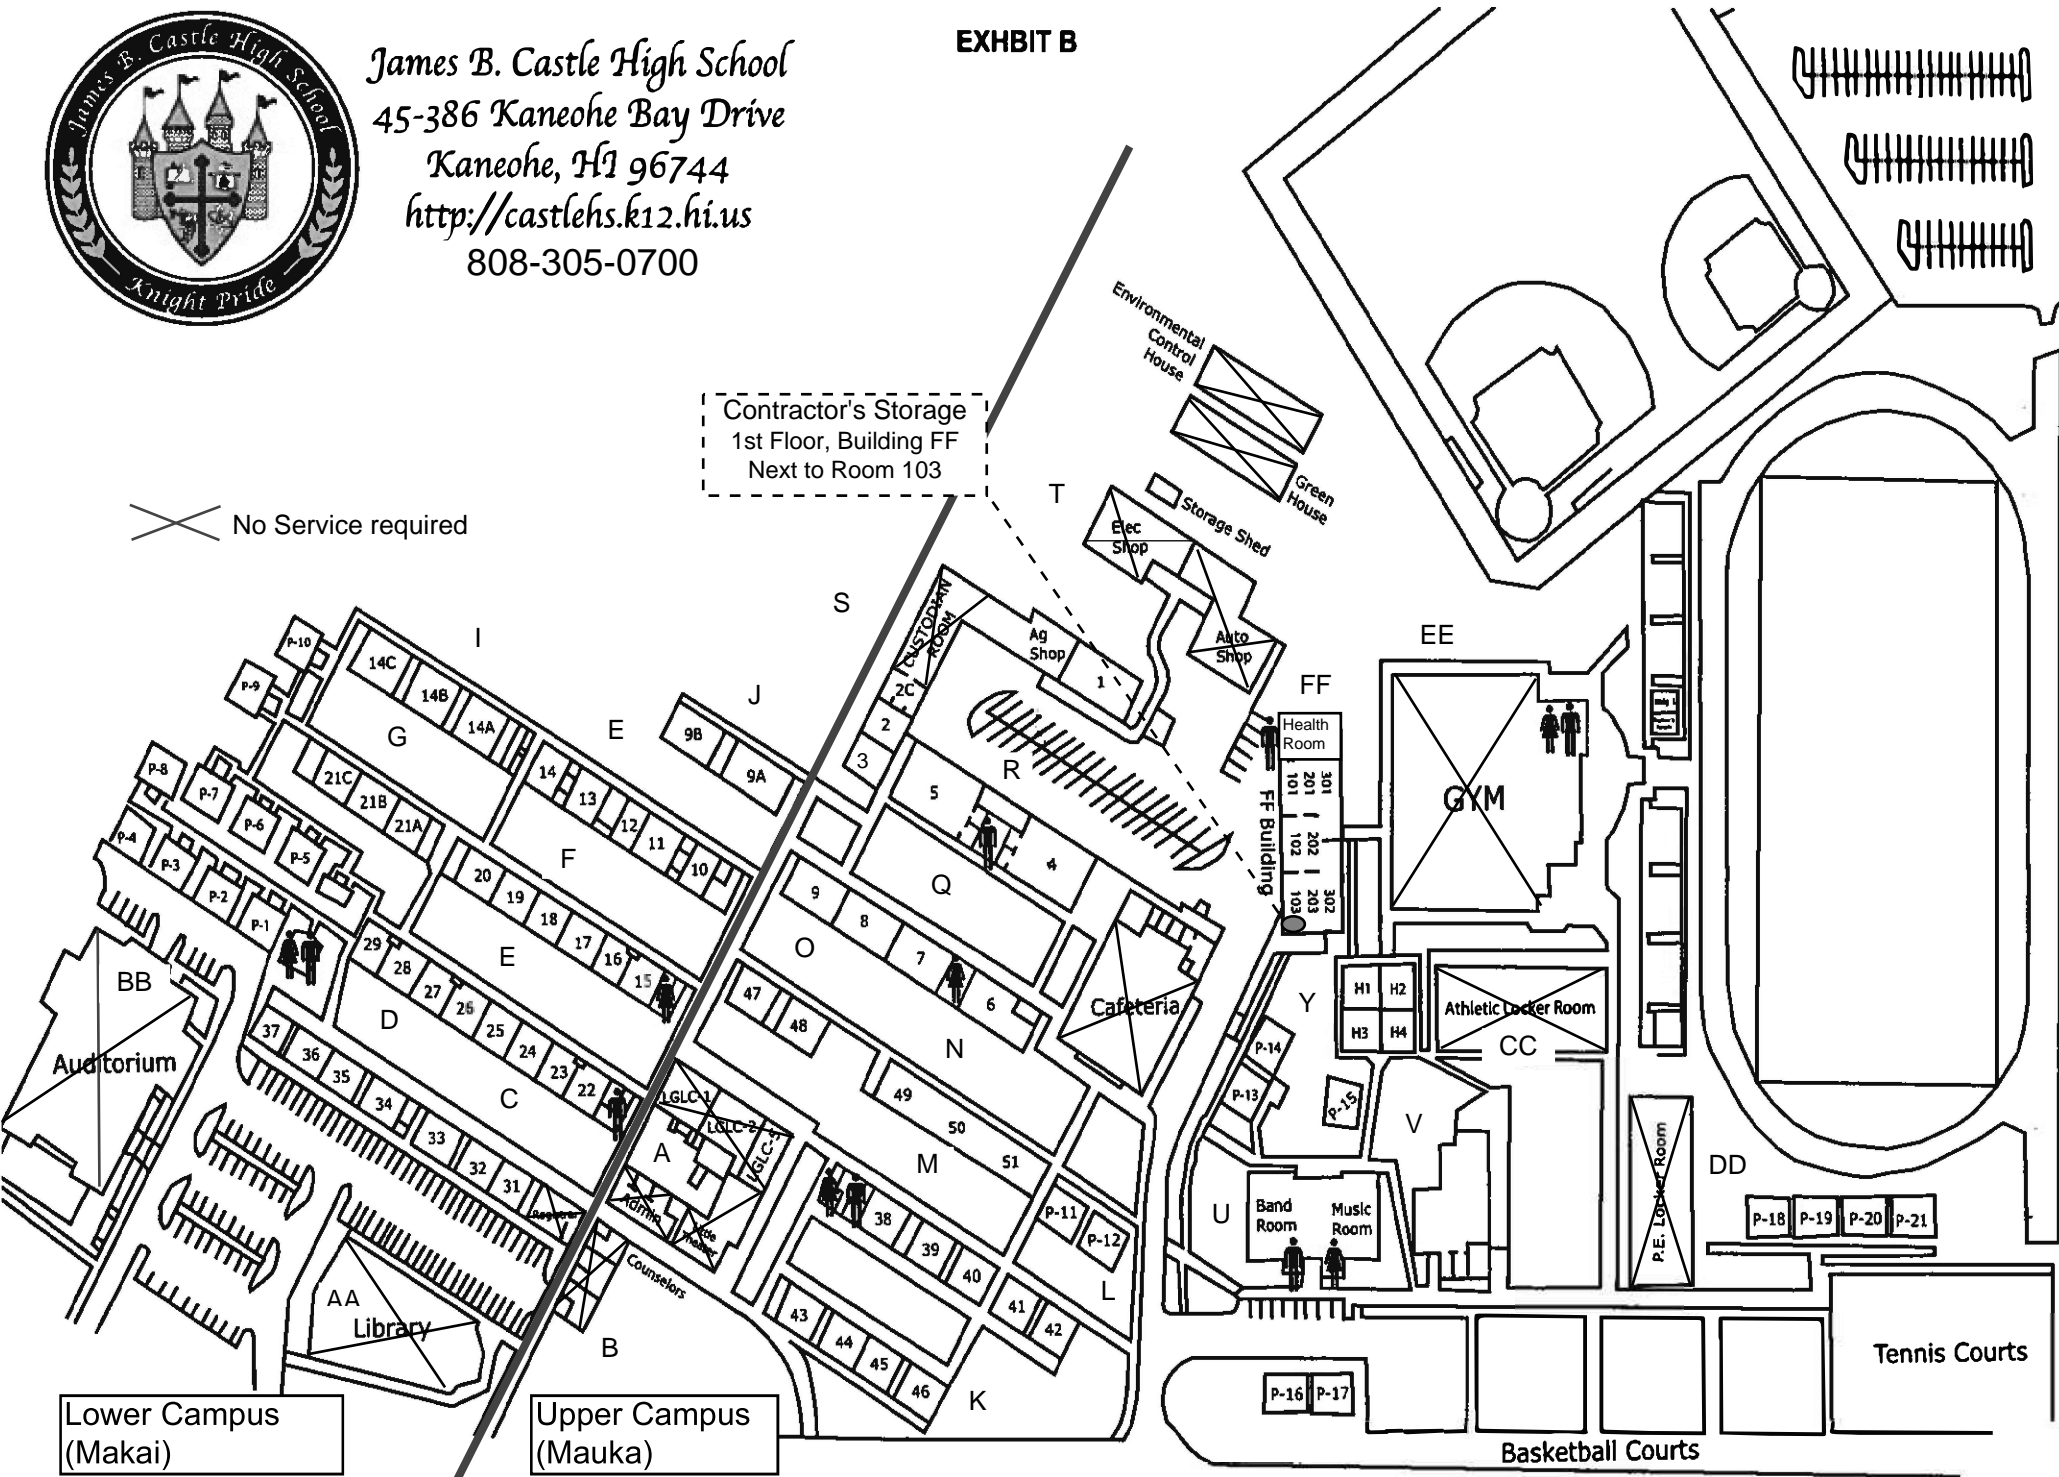 EXHBIT B
James B. Castle High School
Knight Pride
James B. Castle High School
45-386 Kaneohe Bay Drive
Kaneohe, HI 96744
http://castlehs.k12.hi.us
808-305-0700
Environmental
Control
House
Green
House
Contractor's Storage
1st Floor, Building FF
Next to Room 103
No Service required
T
Storage Shed
Elec
Shop
Auto
Shop
S
CUSTODIAN
ROOM
Ag
Shop
1
2C
2
3
R
EE
GYM
FF
Health
Room
FF Building
101 201 301
102 202
103 203 302
P-10
P-9
I
14C
14B
14A
G
E
J
9B
9A
14
13
12
11
10
F
P-8
P-7
P-6
P-5
P-4
P-3
P-2
P-1
21C
21B
21A
20
19
18
17
16
15
E
5
4
Q
9
8
7
6
O
N
Cafeteria
BB
Auditorium
29
28
27
26
25
24
23
22
D
C
37
36
35
34
33
32
31
Registrar
47
48
49
50
51
M
LGLC-1
LGLC-2
LGLC-3
A
Admin
Little
Theater
Counselors
B
38
39
40
41
42
43
44
45
46
K
L
P-11
P-12
AA
Library
Y
H1 H2
H3 H4
P-14
P-13
P-15
Athletic Locker Room
CC
V
U
Band
Room
Music
Room
P.E. Locker Room
DD
P-18 P-19 P-20 P-21
P-16 P-17
Tennis Courts
Basketball Courts
Lower Campus
(Makai)
Upper Campus
(Mauka)